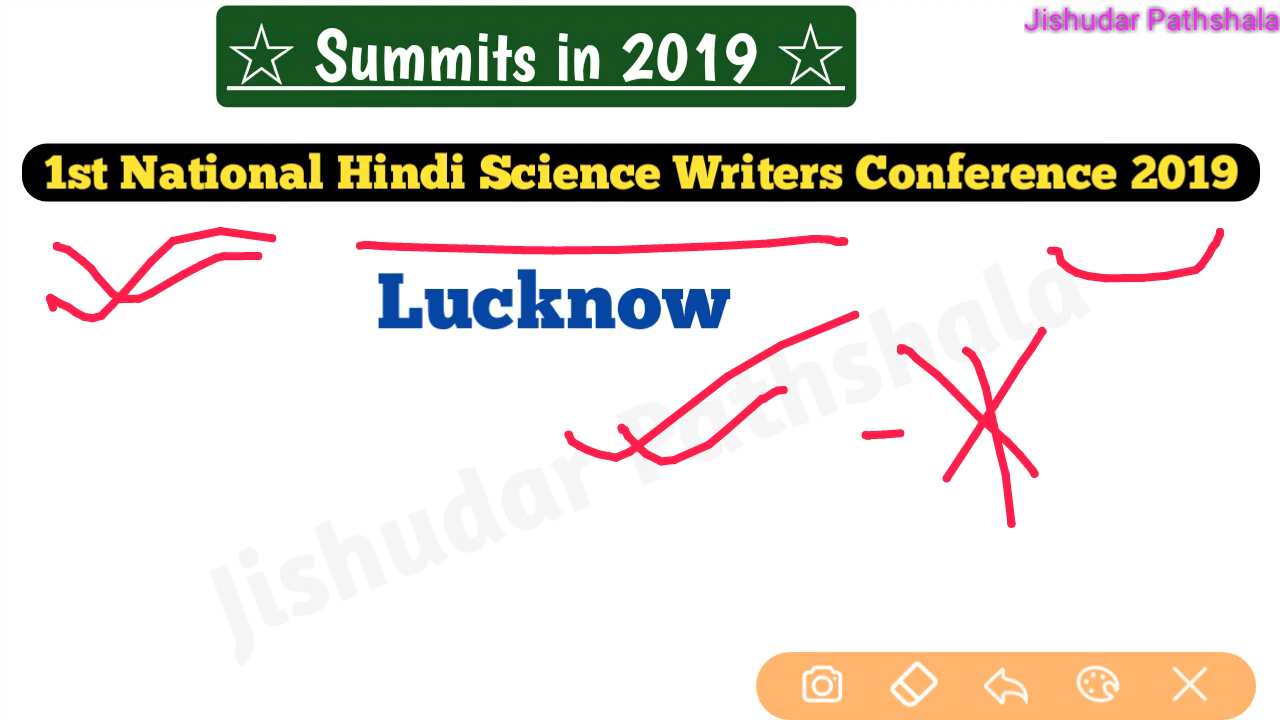 Jishudar Pathshala
☆ Summits in 2019 ☆
1st National Hindi Science Writers Conference 2019
Lucknow
Jishudar Pathshala